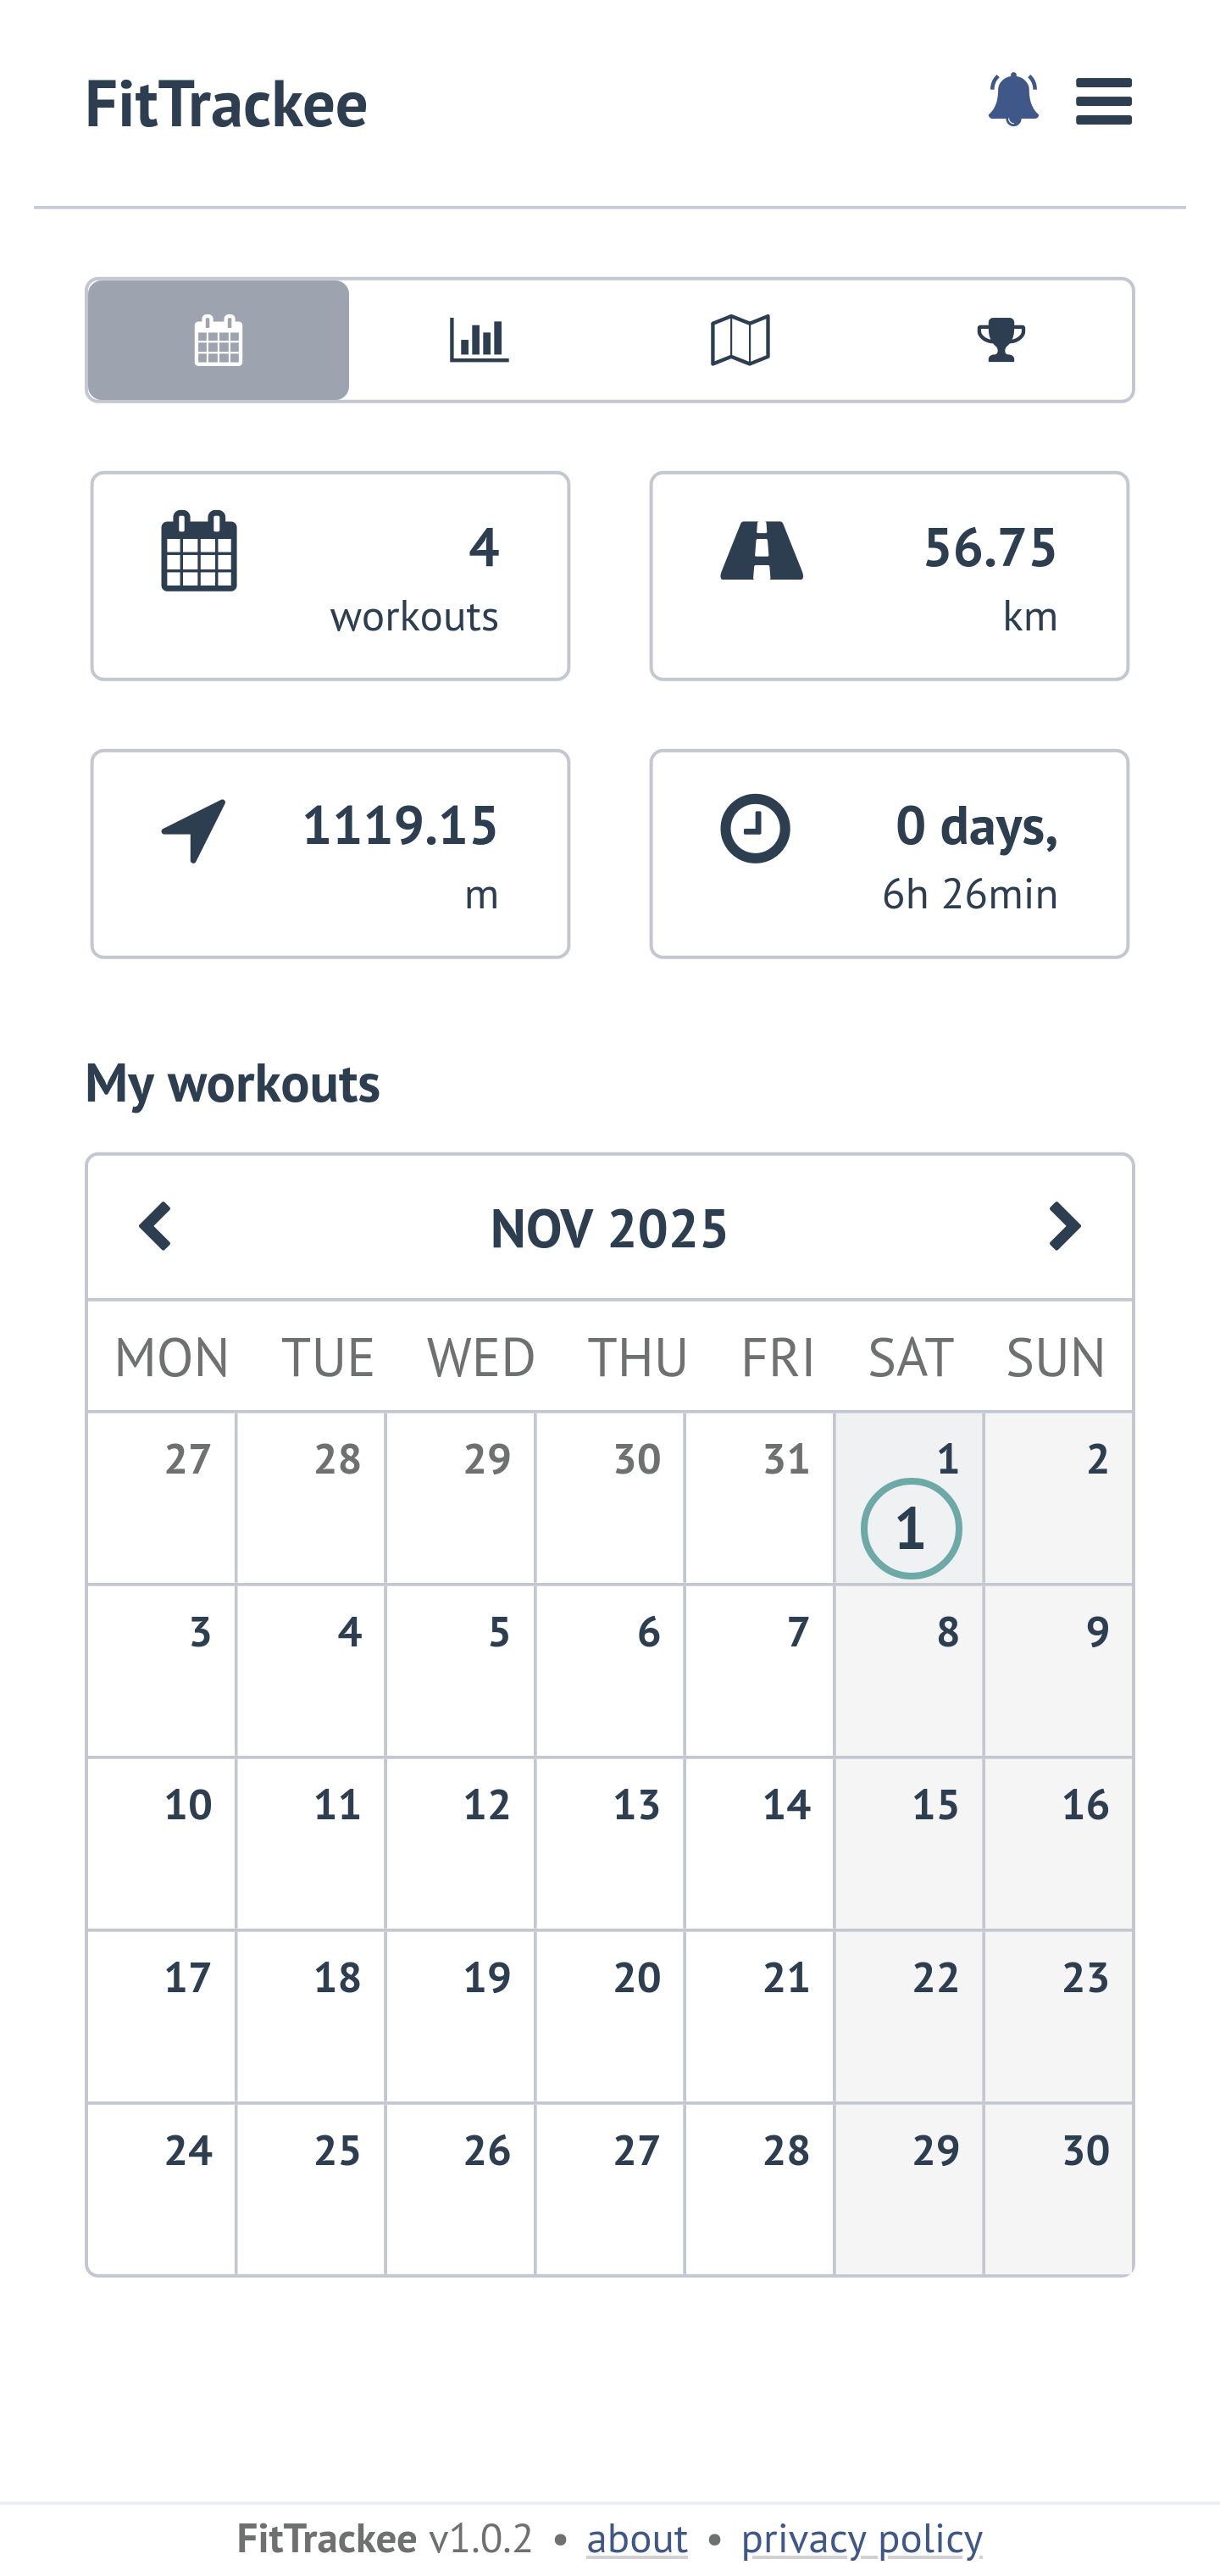 FitTrackee
4
workouts
56.75
km
1119.15
m
0 days,
6h 26min
My workouts
NOV 2025
MON TUE WED THU FRI SAT SUN
27 28 29 30 31 1 2
1
3 4 5 6 7 8 9
10 11 12 13 14 15 16
17 18 19 20 21 22 23
24 25 26 27 28 29 30
FitTrackee v1.0.2 • about • privacy policy